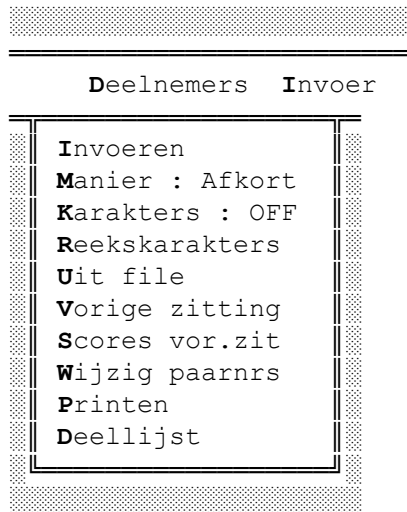 Deelnemers Invoer
Invoeren
Manier : Afkort
Karakters : OFF
Reekskarakters
Uit file
Vorige zitting
Scores vor.zit
Wijzig paarnrs
Printen
Deellijst